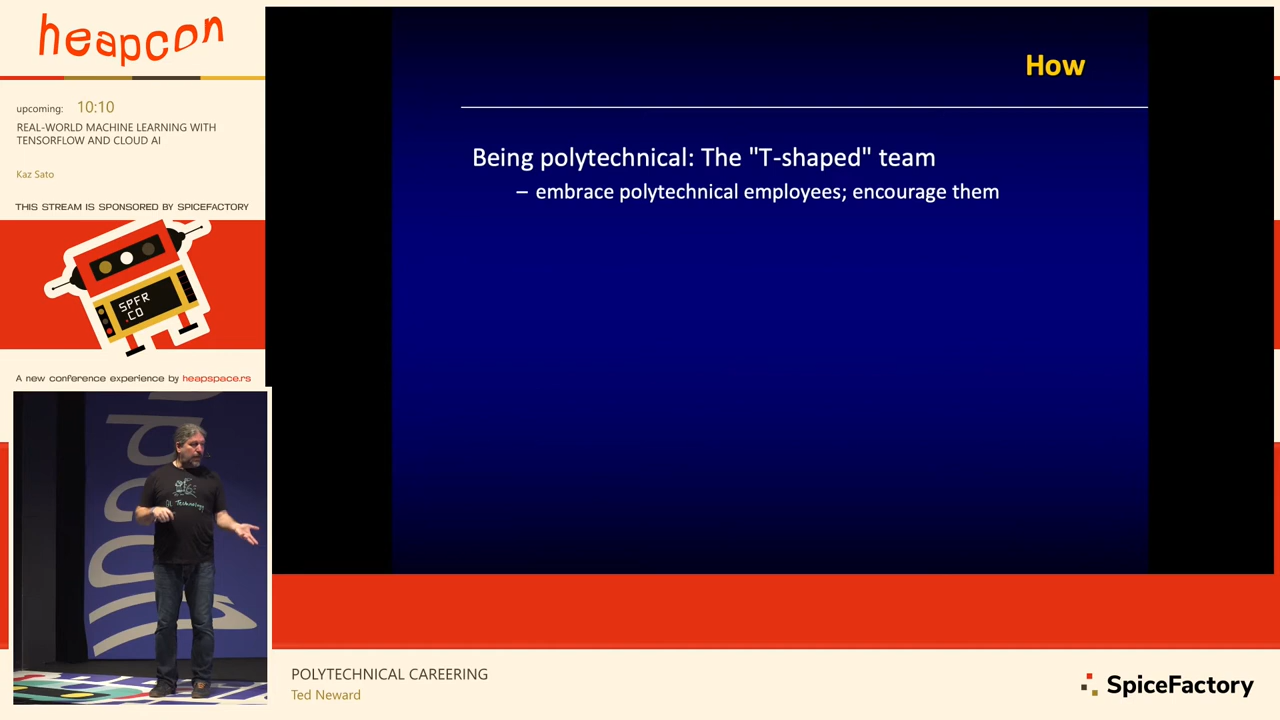 heapcon
upcoming: 10:10
REAL-WORLD MACHINE LEARNING WITH
TENSORFLOW AND CLOUD AI
Kaz Sato
THIS STREAM IS SPONSORED BY SPICEFACTORY
SPFR
.CO
A new conference experience by heapspace.rs
How
Being polytechnical: The "T-shaped" team
– embrace polytechnical employees; encourage them
Technology
POLYTECHNICAL CAREERING
Ted Neward
SpiceFactory